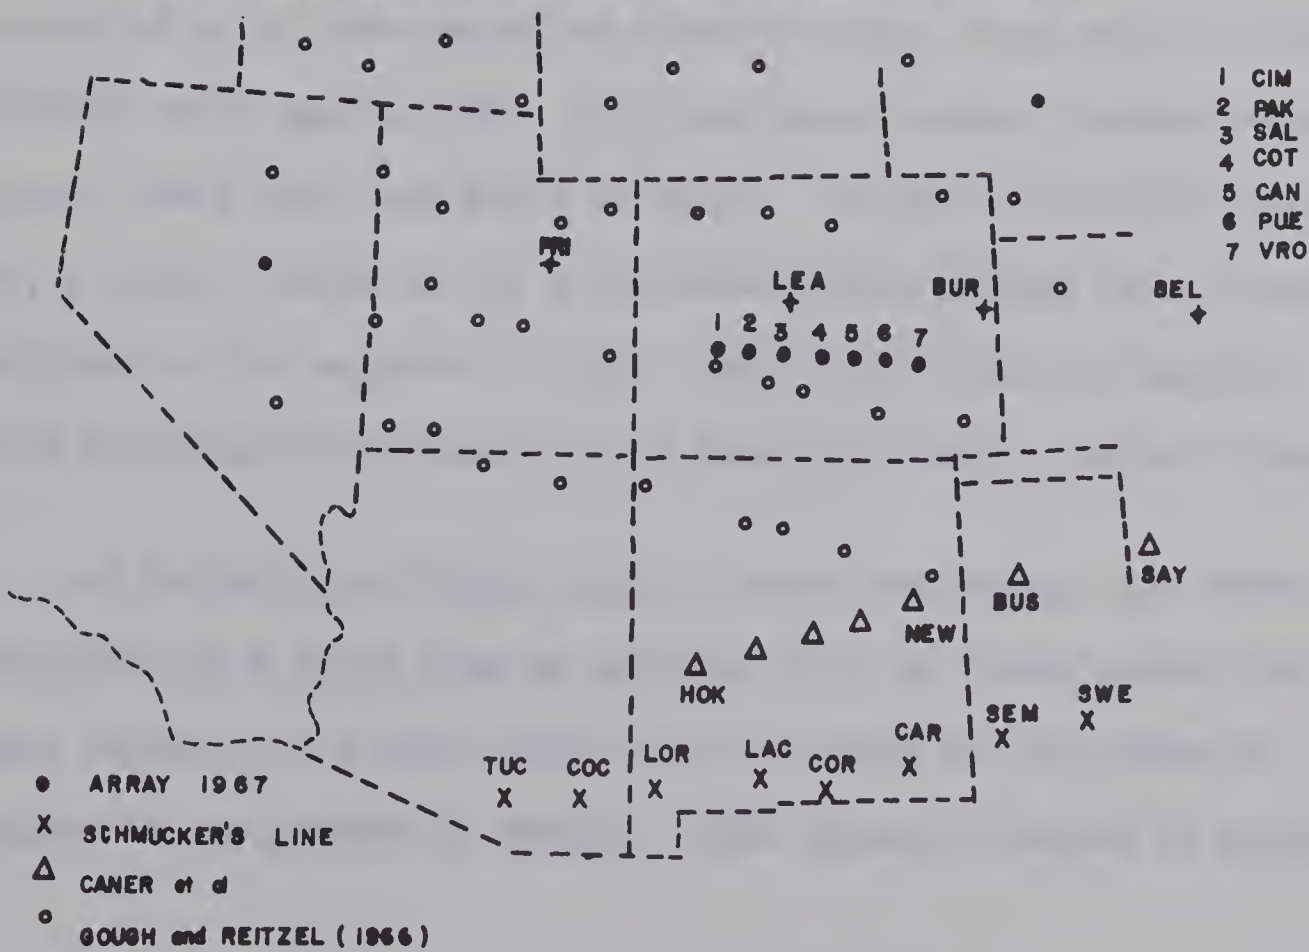 1 CIM
2 PAK
3 SAL
4 COT
5 CAN
6 PUE
7 VRO
PRI
LEA
BUR
BEL
1 2 3 4 5 6 7
SAY
BUS
NEW
HOK
SEM
SWE
CAR
LOR
LAC
COR
TUC
COC
ARRAY 1967
SCHMUCKER'S LINE
CANER et al
GOUGH and REITZEL (1966)